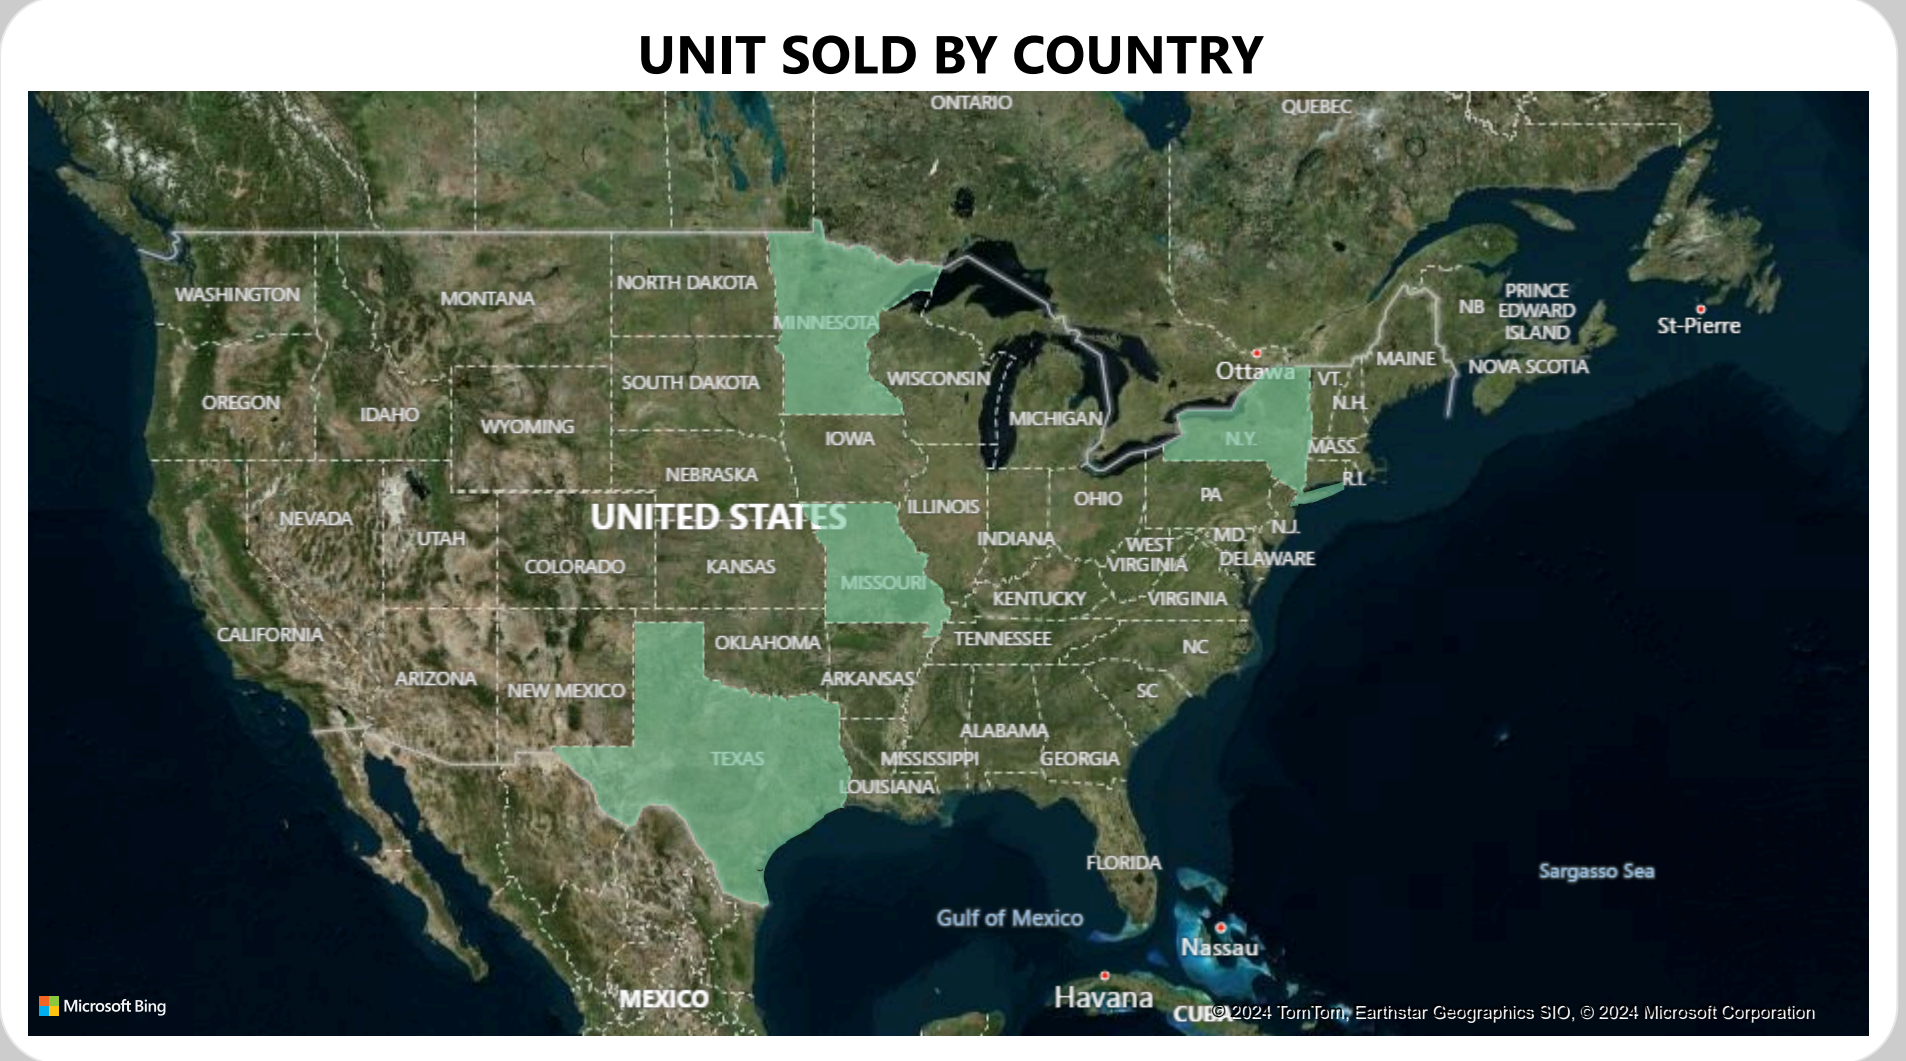 UNIT SOLD BY COUNTRY
ONTARIO
QUEBEC
WASHINGTON
MONTANA
NORTH DAKOTA
MINNESOTA
PRINCE
EDWARD
ISLAND
NB
St-Pierre
OREGON
IDAHO
WYOMING
SOUTH DAKOTA
WISCONSIN
MICHIGAN
Ottawa
VT.
N.H.
MAINE
NOVA SCOTIA
IOWA
N.Y.
MASS.
R.I.
NEBRASKA
NEVADA
UTAH
UNITED STATES
ILLINOIS
INDIANA
OHIO
PA
N.J.
MD.
DELAWARE
WEST
VIRGINIA
COLORADO
KANSAS
MISSOURI
KENTUCKY
VIRGINIA
CALIFORNIA
ARIZONA
NEW MEXICO
OKLAHOMA
ARKANSAS
TENNESSEE
NC
SC
TEXAS
ALABAMA
MISSISSIPPI
GEORGIA
LOUISIANA
FLORIDA
Sargasso Sea
Gulf of Mexico
Nassau
Havana
MEXICO
CUBA
Microsoft Bing
© 2024 TomTom, Earthstar Geographics SIO, © 2024 Microsoft Corporation